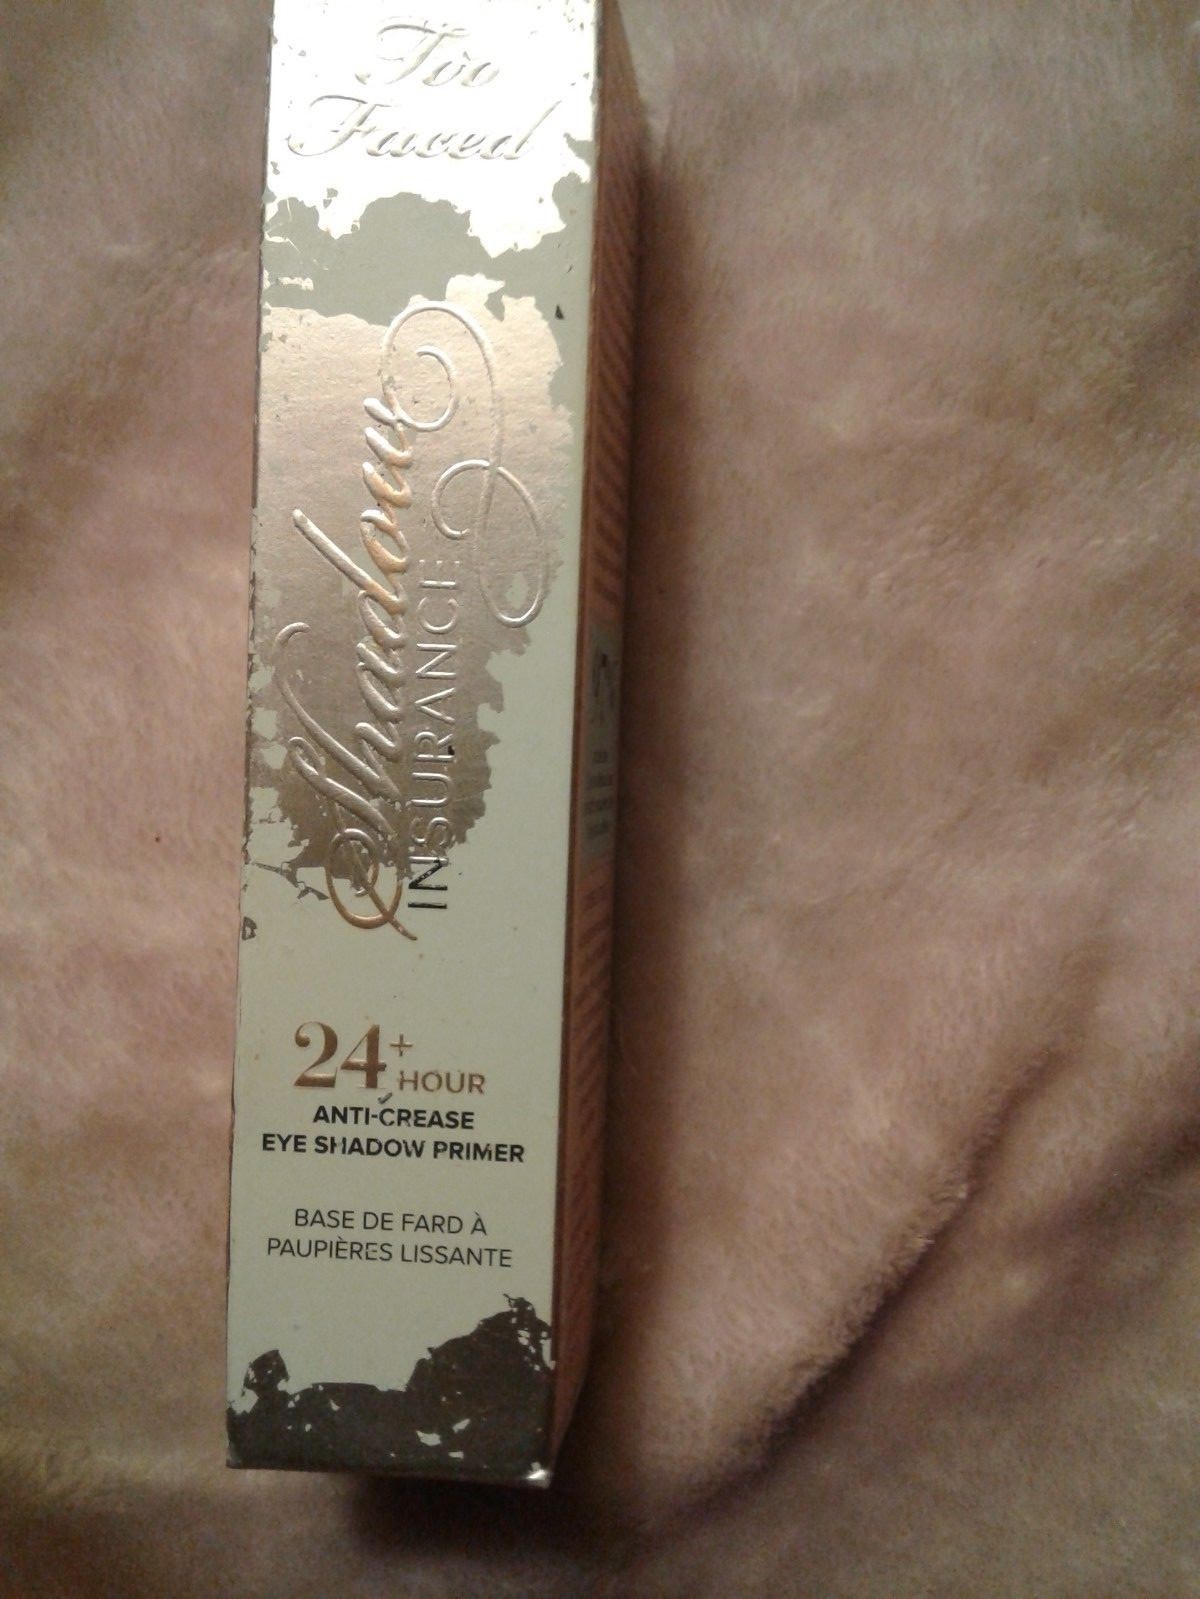 Too
Faced
Shadow
INSURANCE
24+
HOUR
ANTI-CREASE
EYE SHADOW PRIMER
BASE DE FARD À
PAUPIÈRES LISSANTE